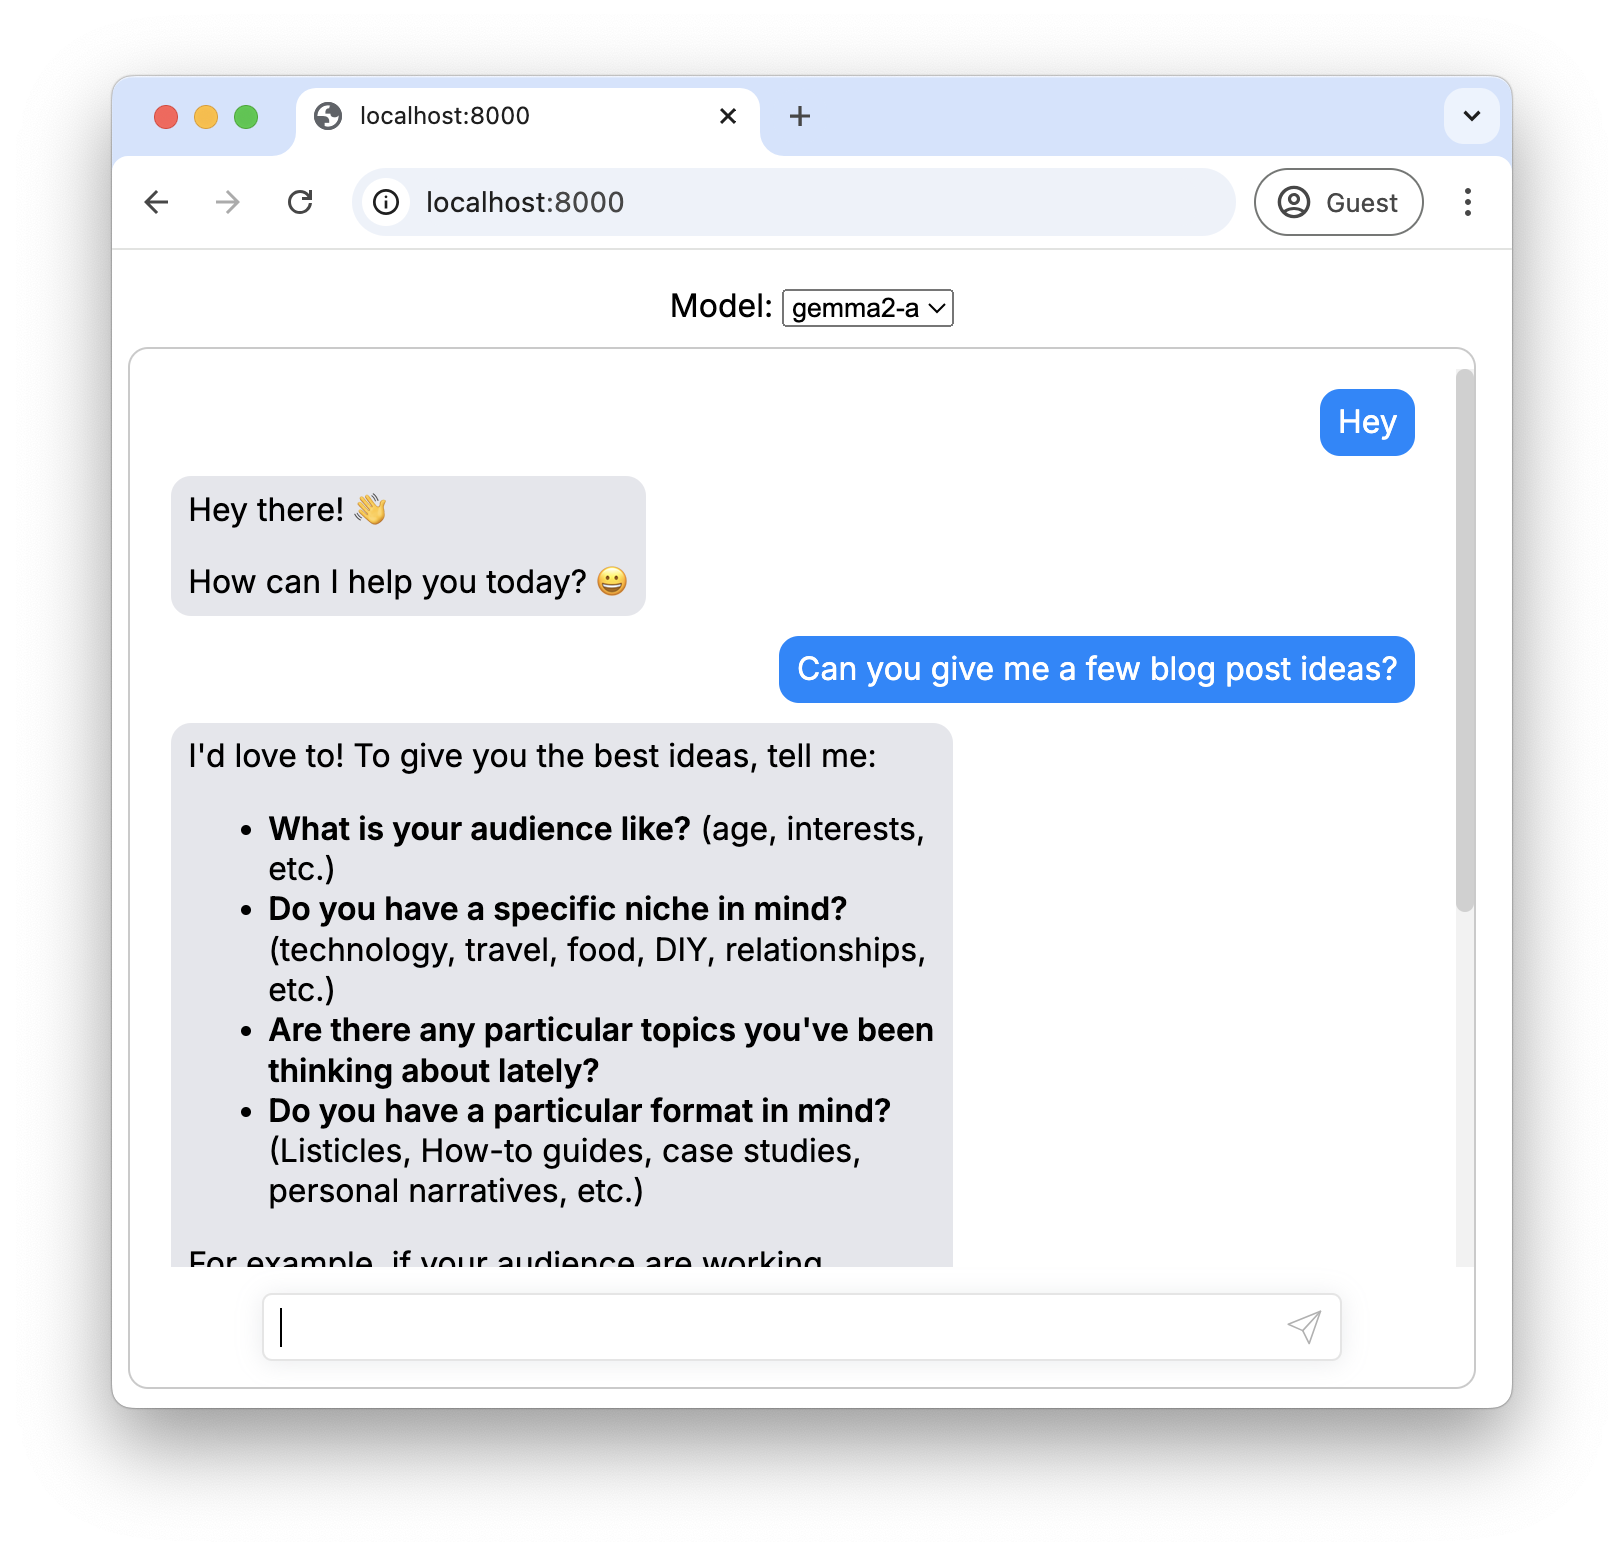 localhost:8000
localhost:8000
Guest
Model: gemma2-a
Hey
Hey there! 👋
How can I help you today? 😀
Can you give me a few blog post ideas?
I'd love to! To give you the best ideas, tell me:
• What is your audience like? (age, interests,
etc.)
• Do you have a specific niche in mind?
(technology, travel, food, DIY, relationships,
etc.)
• Are there any particular topics you've been
thinking about lately?
• Do you have a particular format in mind?
(Listicles, How-to guides, case studies,
personal narratives, etc.)
For example, if your audience are working